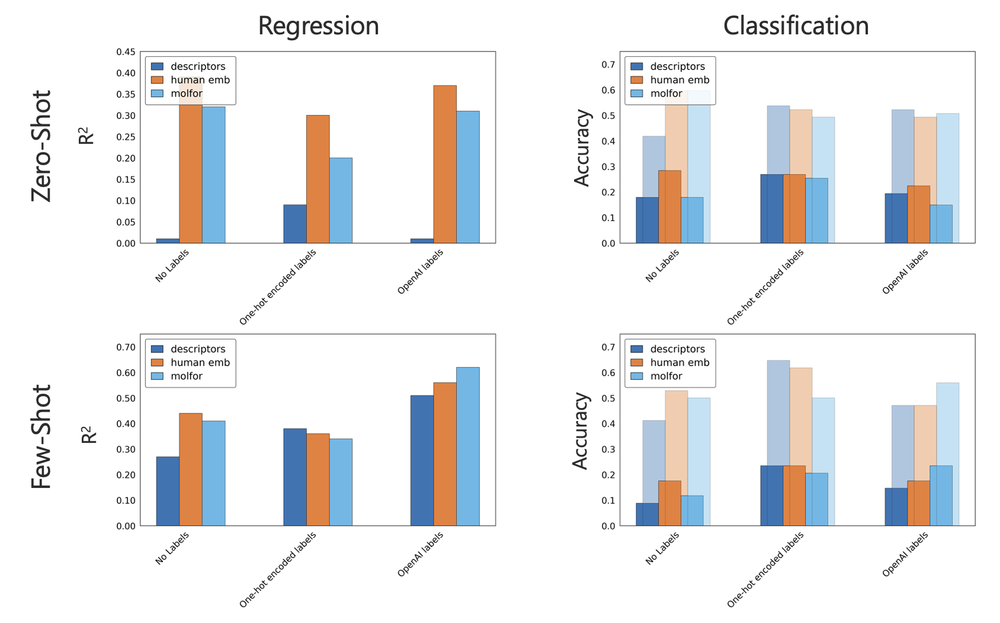 Regression
Classification
Zero-Shot
R²
0.45
0.40
0.35
0.30
0.25
0.20
0.15
0.10
0.05
0.00
descriptors
human emb
molfor
No Labels
One-hot encoded labels
OpenAI labels
Accuracy
0.7
0.6
0.5
0.4
0.3
0.2
0.1
0.0
descriptors
human emb
molfor
No Labels
One-hot encoded labels
OpenAI labels
Few-Shot
R²
0.70
0.60
0.50
0.40
0.30
0.20
0.10
0.00
descriptors
human emb
molfor
No Labels
One-hot encoded labels
OpenAI labels
Accuracy
0.7
0.6
0.5
0.4
0.3
0.2
0.1
0.0
descriptors
human emb
molfor
No Labels
One-hot encoded labels
OpenAI labels